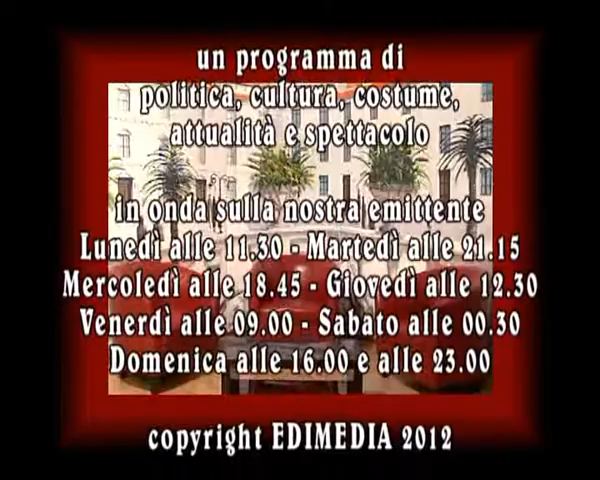 un programma di
politica, cultura, costume,
attualità e spettacolo
in onda sulla nostra emittente
Lunedì alle 11.30 - Martedì alle 21.15
Mercoledì alle 18.45 - Giovedì alle 12.30
Venerdì alle 09.00 - Sabato alle 00.30
Domenica alle 16.00 e alle 23.00
copyright EDIMEDIA 2012